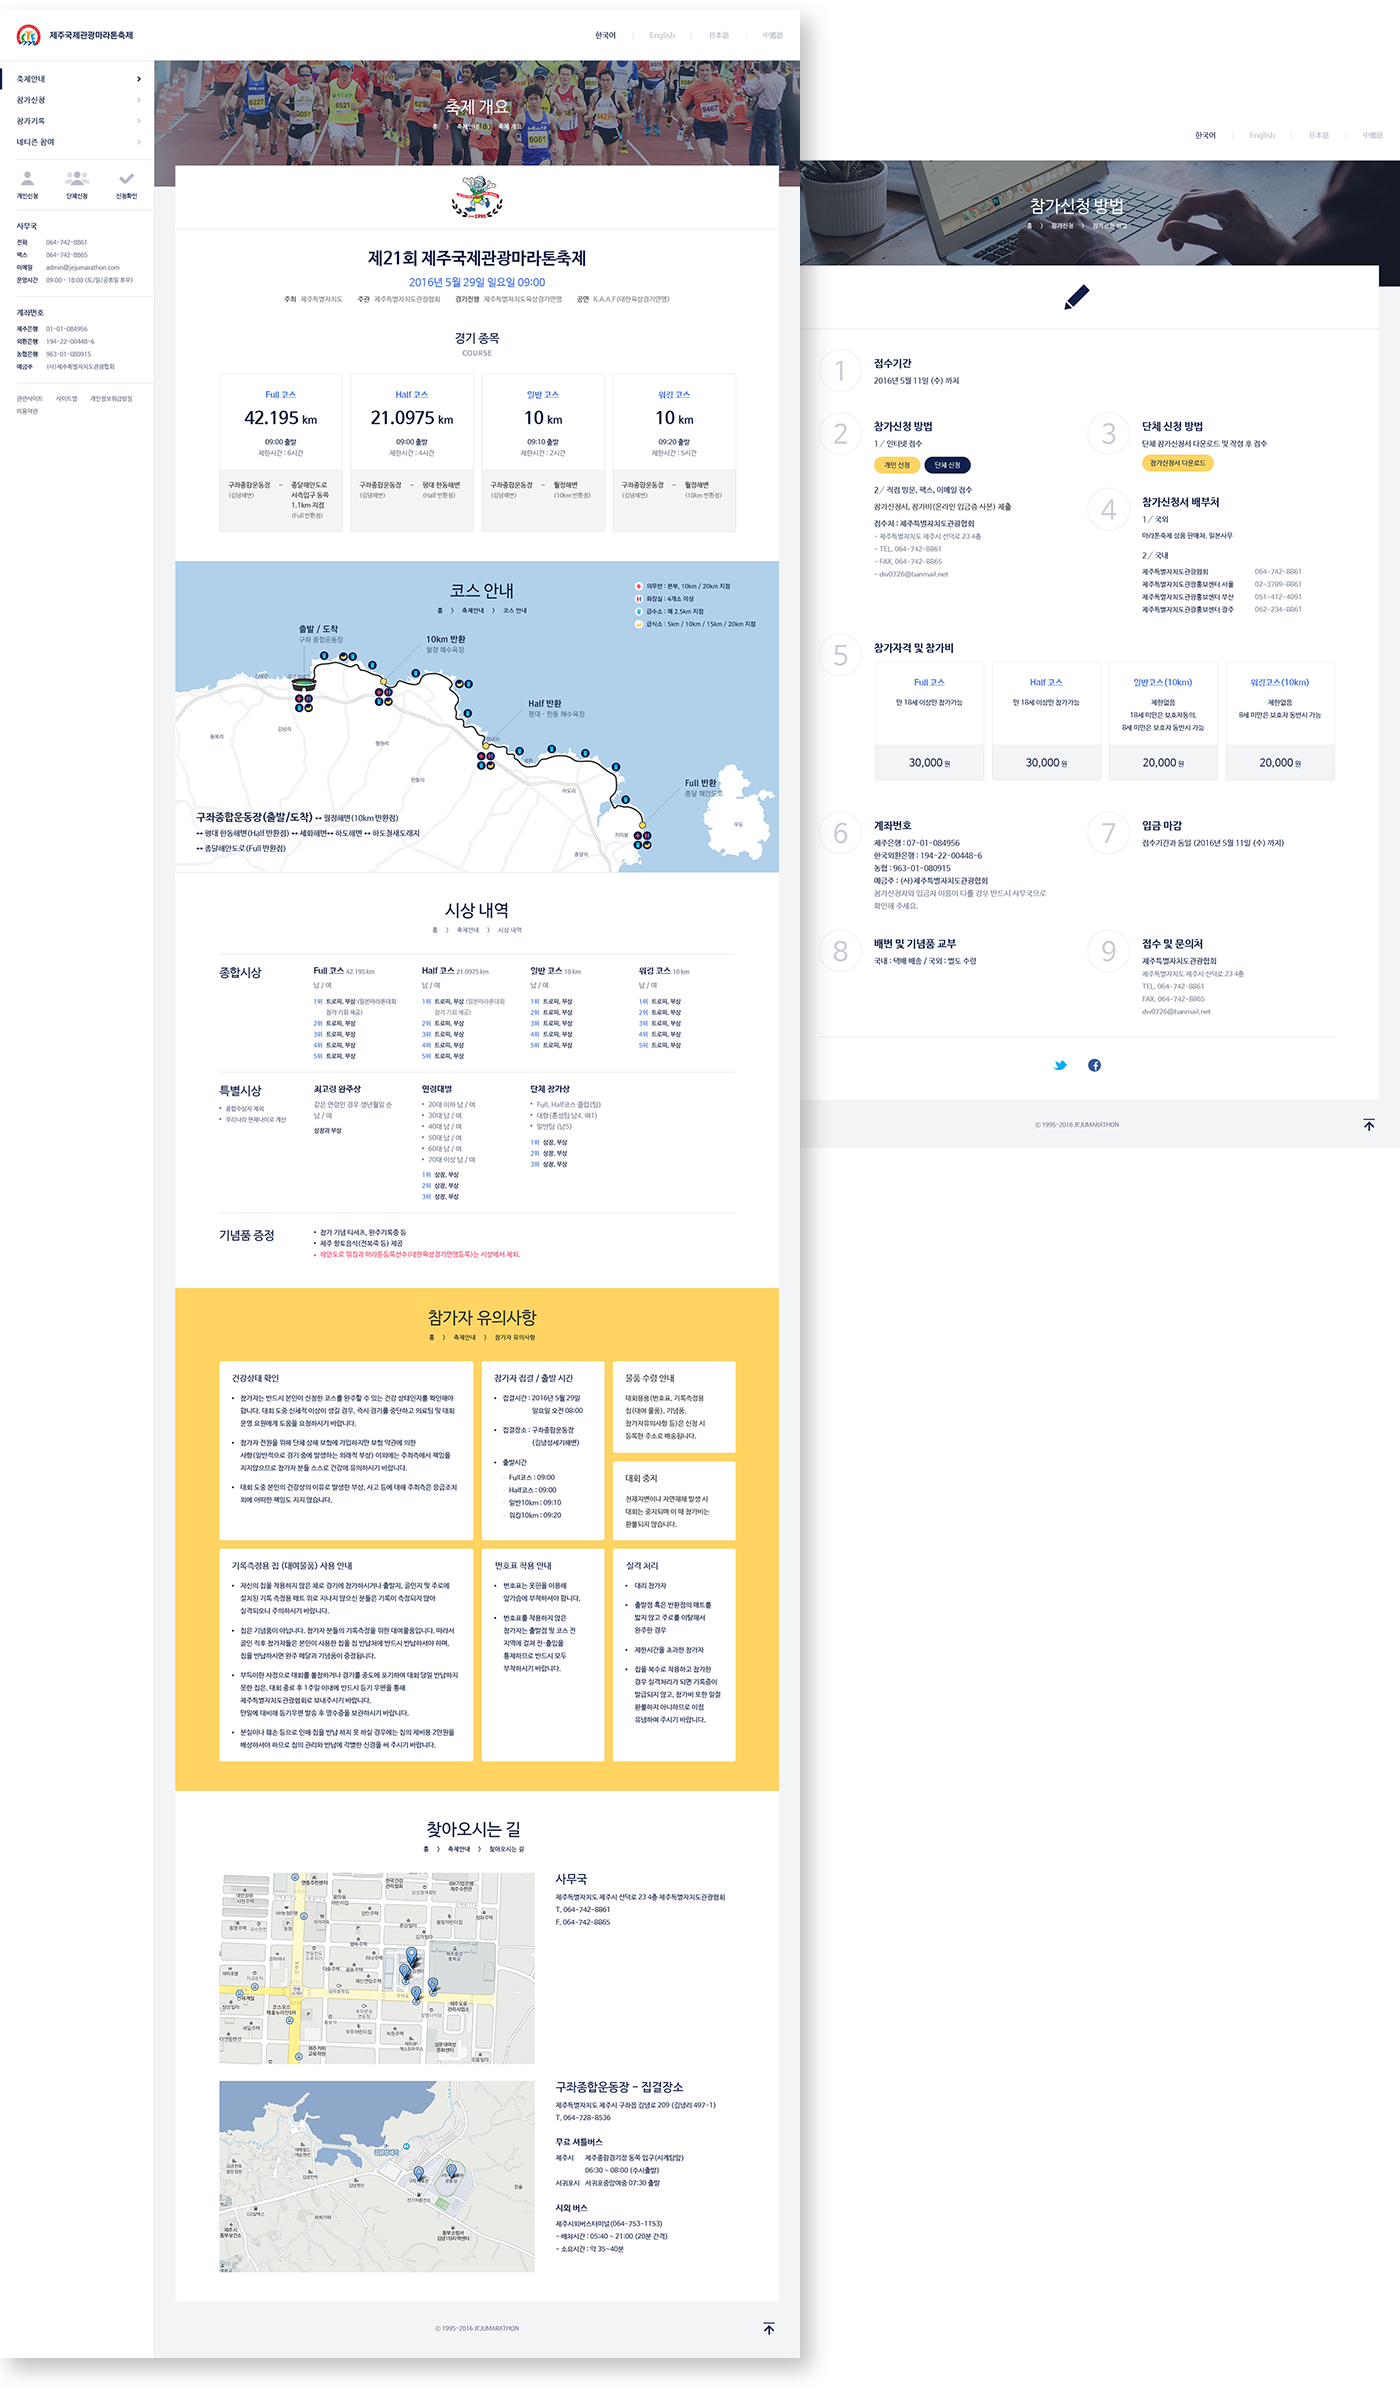 제주국제관광마라톤축제
한국어 English 日本語 中國語
축제안내
참가신청
참가기록
네티즌 참여
개인신청 단체신청 신청확인
사무국
전화 064-742-8861
팩스 064-742-8865
이메일 admin@jejumarathon.com
운영시간 09:00 - 18:00 (토/일/공휴일 휴무)
계좌번호
제주은행 01-01-084956
외환은행 194-22-00448-6
농협은행 963-01-080915
예금주 (사)제주특별자치도관광협회
관련사이트 사이트맵 개인정보취급방침
이용약관
축제 개요
홈 > 축제안내 > 축제 개요
제21회 제주국제관광마라톤축제
2016년 5월 29일 일요일 09:00
주최 제주특별자치도 주관 제주특별자치도관광협회 경기진행 제주특별자치도육상경기연맹 공인 K.A.A.F(대한육상경기연맹)
경기 종목
COURSE
Full 코스
42.195 km
09:00 출발
제한시간 : 6시간
구좌종합운동장 - 종달해안도로
(김녕해변) 서측입구 동쪽
1.1km 지점
(Full 반환점)
Half 코스
21.0975 km
09:00 출발
제한시간 : 4시간
구좌종합운동장 - 평대 한동해변
(김녕해변) (Half 반환점)
일반 코스
10 km
09:10 출발
제한시간 : 2시간
구좌종합운동장 - 월정해변
(김녕해변) (10km 반환점)
워킹 코스
10 km
09:20 출발
제한시간 : 5시간
구좌종합운동장 - 월정해변
(김녕해변) (10km 반환점)
코스 안내
홈 > 축제안내 > 코스 안내
의무반 : 본부, 10km / 20km 지점
화장실 : 4개소 이상
급수소 : 매 2.5km 지점
급식소 : 5km / 10km / 15km / 20km 지점
출발 / 도착
구좌 종합운동장
10km 반환
월정 해수욕장
Half 반환
평대 · 한동 해수욕장
Full 반환
종달 해안도로
동복리
김녕리
행원리
한동리
세화
하도리
지미봉
종달리
우도
구좌종합운동장(출발/도착) ↔ 월정해변(10km 반환점)
↔ 평대 한동해변(Half 반환점) ↔ 세화해변 ↔ 하도해변 ↔ 하도철새도래지
↔ 종달해안도로(Full 반환점)
시상 내역
홈 > 축제안내 > 시상 내역
종합시상
Full 코스 42.195 km
남 / 여
1위 트로피, 부상 (일본마라톤대회
참가 기회 제공)
2위 트로피, 부상
3위 트로피, 부상
4위 트로피, 부상
5위 트로피, 부상
Half 코스 21.0975 km
남 / 여
1위 트로피, 부상 (일본마라톤대회
참가 기회 제공)
2위 트로피, 부상
3위 트로피, 부상
4위 트로피, 부상
5위 트로피, 부상
일반 코스 10 km
남 / 여
1위 트로피, 부상
2위 트로피, 부상
3위 트로피, 부상
4위 트로피, 부상
5위 트로피, 부상
워킹 코스 10 km
남 / 여
1위 트로피, 부상
2위 트로피, 부상
3위 트로피, 부상
4위 트로피, 부상
5위 트로피, 부상
특별시상
• 종합수상자 제외
• 우리나라 현재나이로 계산
최고령 완주상
같은 연령인 경우 생년월일 순
남 / 여
상장과 부상
연령대별
• 20대 이하 남 / 여
• 30대 남 / 여
• 40대 남 / 여
• 50대 남 / 여
• 60대 남 / 여
• 70대 이상 남 / 여
1위 상장, 부상
2위 상장, 부상
3위 상장, 부상
단체 참가상
• Full, Half코스 클럽(팀)
• 대항(혼성팀 남4, 여1)
• 일반팀 (남5)
1위 상장, 부상
2위 상장, 부상
3위 상장, 부상
기념품 증정
• 참가 기념 티셔츠, 완주기록증 등
• 제주 향토음식(전복죽 등) 제공
• 해안도로 워킹과 마라톤등록선수(대한육상경기연맹등록)는 시상에서 제외.
참가자 유의사항
홈 > 축제안내 > 참가자 유의사항
건강상태 확인
• 참가자는 반드시 본인이 신청한 코스를 완주할 수 있는 건강 상태인지를 확인해야
합니다. 대회 도중 신체적 이상이 생길 경우, 즉시 경기를 중단하고 의료팀 및 대회
운영 요원에게 도움을 요청하시기 바랍니다.
• 참가자 전원을 위해 단체 상해 보험에 가입하지만 보험 약관에 의한
사항(일반적으로 경기 중에 발생하는 외래적 부상) 이외에는 주최측에서 책임을
지지않으므로 참가자 분들 스스로 건강에 유의하시기 바랍니다.
• 대회 도중 본인의 건강상의 이유로 발생한 부상, 사고 등에 대해 주최측은 응급조치
외에 어떠한 책임도 지지 않습니다.
참가자 집결 / 출발 시간
• 집결시간 : 2016년 5월 29일
일요일 오전 08:00
• 집결장소 : 구좌종합운동장
(김녕성세기해변)
• 출발시간
Full코스 : 09:00
Half코스 : 09:00
일반10km : 09:10
워킹10km : 09:20
물품 수령 안내
대회용품(번호표, 기록측정용
칩(대여 물품), 기념품,
참가자유의사항 등)은 신청 시
등록한 주소로 배송됩니다.
대회 중지
천재지변이나 자연재해 발생 시
대회는 중지되며 이 때 참가비는
환불되지 않습니다.
기록측정용 칩 (대여물품) 사용 안내
• 자신의 칩을 착용하지 않은 채로 경기에 참가하시거나 출발지, 골인지 및 주로에
설치된 기록 측정용 매트 위로 지나지 않으신 분들은 기록이 측정되지 않아
실격되오니 주의하시기 바랍니다.
• 칩은 기념품이 아닙니다. 참가자 분들의 기록측정을 위한 대여물품입니다. 따라서
골인 직후 참가자들은 본인이 사용한 칩을 칩 반납처에 반드시 반납하셔야 하며,
칩을 반납하시면 완주 메달과 기념품이 증정됩니다.
• 부득이한 사정으로 대회를 불참하거나 경기를 중도에 포기하여 대회 당일 반납하지
못한 칩은, 대회 종료 후 1주일 이내에 반드시 등기 우편을 통해
제주특별자치도관광협회로 보내주시기 바랍니다.
만일에 대비해 등기우편 발송 후 영수증을 보관하시기 바랍니다.
• 분실이나 훼손 등으로 인해 칩을 반납 하지 못 하실 경우에는 칩의 제비용 2만원을
배상하셔야 하므로 칩의 관리와 반납에 각별한 신경을 써 주시기 바랍니다.
번호표 착용 안내
• 번호표는 옷핀을 이용해
앞가슴에 부착하셔야 합니다.
• 번호표를 착용하지 않은
참가자는 출발점 및 코스 전
지역에 걸쳐 진·출입을
통제하므로 반드시 모두
부착하시기 바랍니다.
실격 처리
• 대리 참가자
• 출발점 혹은 반환점의 매트를
밟지 않고 주로를 이탈해서
완주한 경우
• 제한시간을 초과한 참가자
• 칩을 복수로 착용하고 참가한
경우 실격처리가 되면 기록증이
발급되지 않고, 참가비 또한 일절
환불하지 아니하므로 이점
유념하여 주시기 바랍니다.
찾아오시는 길
홈 > 축제안내 > 찾아오시는 길
사무국
제주특별자치도 제주시 선덕로 23 4층 제주특별자치도관광협회
T. 064-742-8861
F. 064-742-8865
구좌종합운동장 - 집결장소
제주특별자치도 제주시 구좌읍 김녕로 209 (김녕리 497-1)
T. 064-728-8536
무료 셔틀버스
제주시 제주종합경기장 동쪽 입구(시계탑앞)
06:30 ~ 08:00 (수시출발)
서귀포시 서귀포중앙여중 07:30 출발
시외 버스
제주시외버스터미널(064-753-1153)
- 배차시간 : 05:40 ~ 21:00 (20분 간격)
- 소요시간 : 약 35~40분
© 1995-2016 JEJUMARATHON
한국어 English 日本語 中國語
참가신청 방법
홈 > 참가신청 > 참가신청 방법
1
접수기간
2016년 5월 11일 (수) 까지
2
참가신청 방법
1 / 인터넷 접수
개인 신청 단체 신청
2 / 직접 방문, 팩스, 이메일 접수
참가신청서, 참가비(온라인 입금증 사본) 제출
접수처 : 제주특별자치도관광협회
- 제주특별자치도 제주시 선덕로 23 4층
- TEL. 064-742-8861
- FAX. 064-742-8865
- dw0726@hanmail.net
3
단체 신청 방법
단체 참가신청서 다운로드 및 작성 후 접수
참가신청서 다운로드
4
참가신청서 배부처
1 / 국외
마라톤축제 상품 판매처, 일본사무
2 / 국내
제주특별자치도관광협회 064-742-8861
제주특별자치도관광홍보센터 서울 02-3789-8861
제주특별자치도관광홍보센터 부산 051-412-4091
제주특별자치도관광홍보센터 광주 062-234-8861
5
참가자격 및 참가비
Full 코스
만 18세 이상만 참가가능
30,000 원
Half 코스
만 18세 이상만 참가가능
30,000 원
일반코스(10km)
제한없음
18세 미만은 보호자동의,
8세 미만은 보호자 동반시 가능
20,000 원
워킹코스(10km)
제한없음
8세 미만은 보호자 동반시 가능
20,000 원
6
계좌번호
제주은행 : 07-01-084956
한국외환은행 : 194-22-00448-6
농협 : 963-01-080915
예금주 : (사)제주특별자치도관광협회
참가신청자와 입금자 이름이 다를 경우 반드시 사무국으로
확인해 주세요.
7
입금 마감
접수기간과 동일 (2016년 5월 11일 (수) 까지)
8
배번 및 기념품 교부
국내 : 택배 배송 / 국외 : 별도 수령
9
접수 및 문의처
제주특별자치도관광협회
제주특별자치도 제주시 선덕로 23 4층
TEL. 064-742-8861
FAX. 064-742-8865
dw0726@hanmail.net
© 1995-2016 JEJUMARATHON